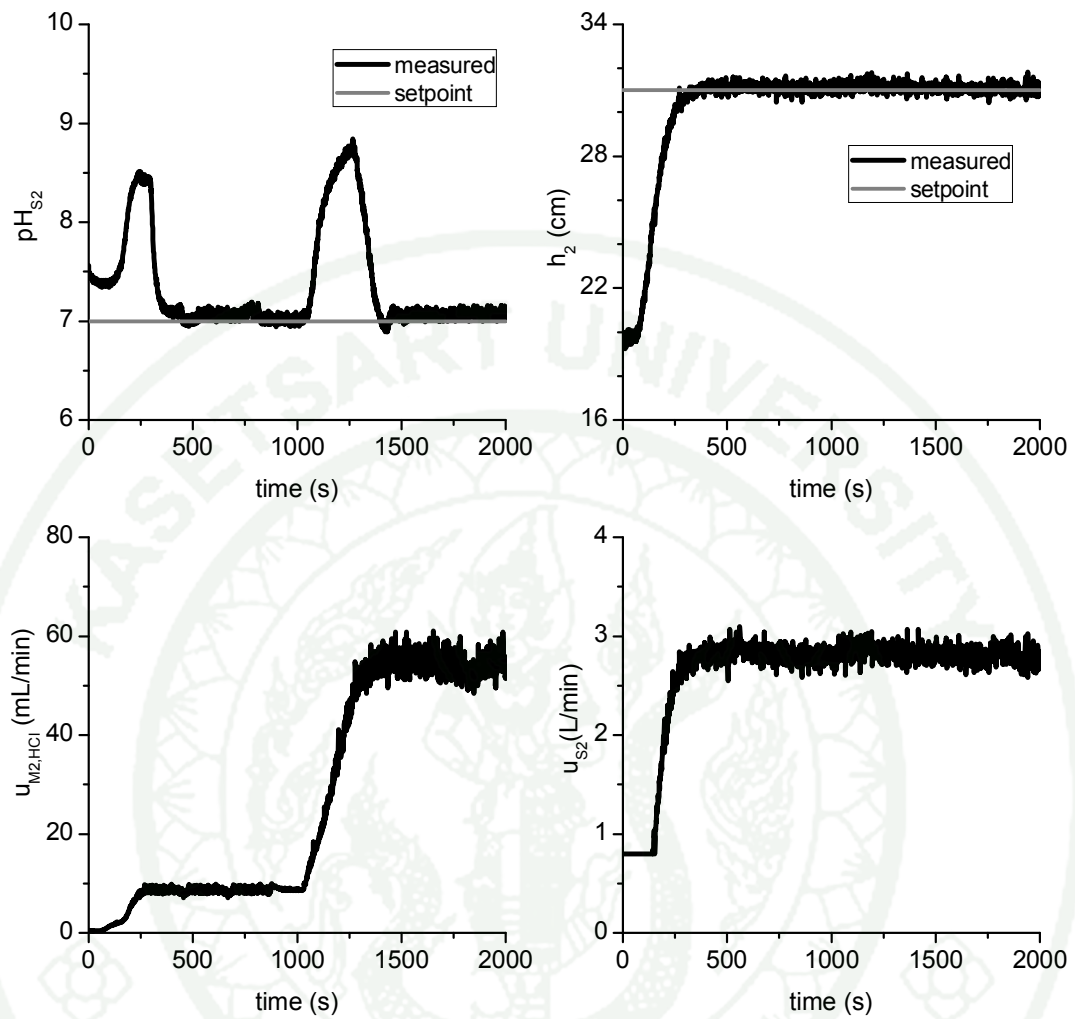 10
9
8
7
6
pH_S2
measured
setpoint
0 500 1000 1500 2000
time (s)
34
28
22
16
h_2 (cm)
measured
setpoint
0 500 1000 1500 2000
time (s)
80
60
40
20
0
u_M2,HCl (mL/min)
0 500 1000 1500 2000
time (s)
4
3
2
1
0
u_S2(L/min)
0 500 1000 1500 2000
time (s)
KASETSART UNIVERSITY